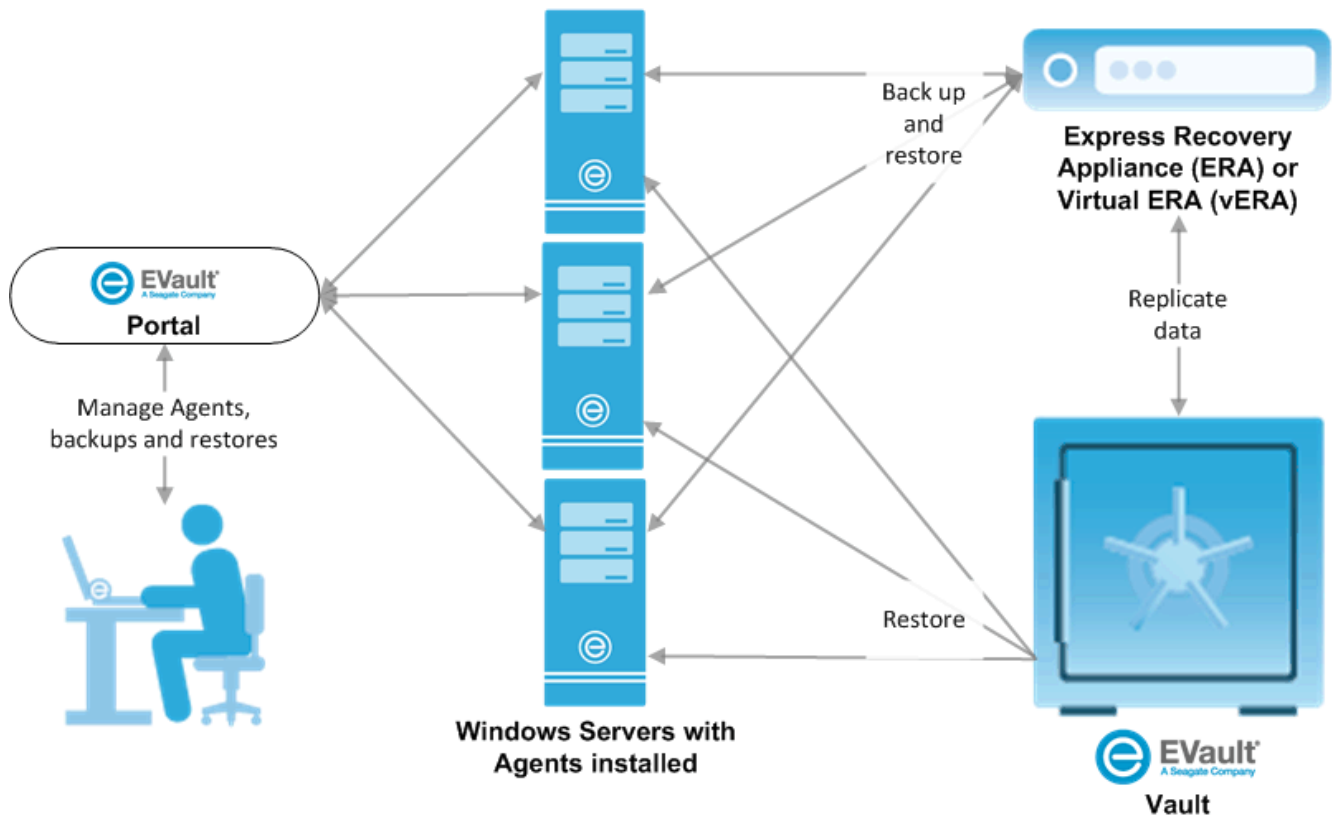 Back up
and
restore
Express Recovery
Appliance (ERA) or
Virtual ERA (vERA)
EVault®
A Seagate Company
Portal
Replicate
data
Manage Agents,
backups and restores
Restore
Windows Servers with
Agents installed
EVault®
A Seagate Company
Vault